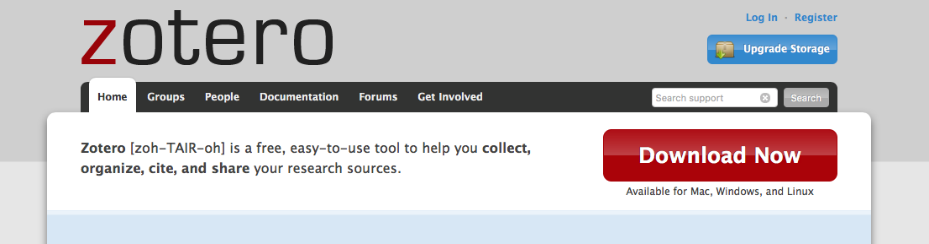 zotero
Log In · Register
Upgrade Storage
Home Groups People Documentation Forums Get Involved
Search support
Search
Zotero [zoh-TAIR-oh] is a free, easy-to-use tool to help you collect,
organize, cite, and share your research sources.
Download Now
Available for Mac, Windows, and Linux